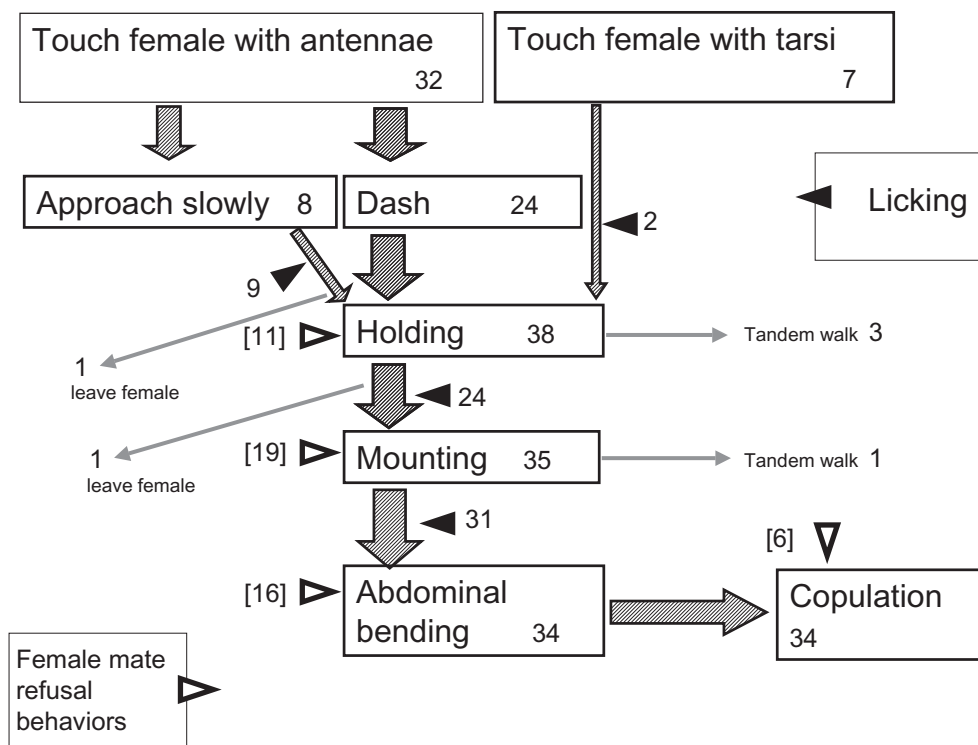 Touch female with antennae
32
Touch female with tarsi
7
Approach slowly 8
Dash 24
Licking
2
9
[11]
Holding 38
Tandem walk 3
1
leave female
24
[19]
Mounting 35
Tandem walk 1
1
leave female
31
[6]
[16]
Abdominal
bending 34
Copulation
34
Female mate
refusal
behaviors